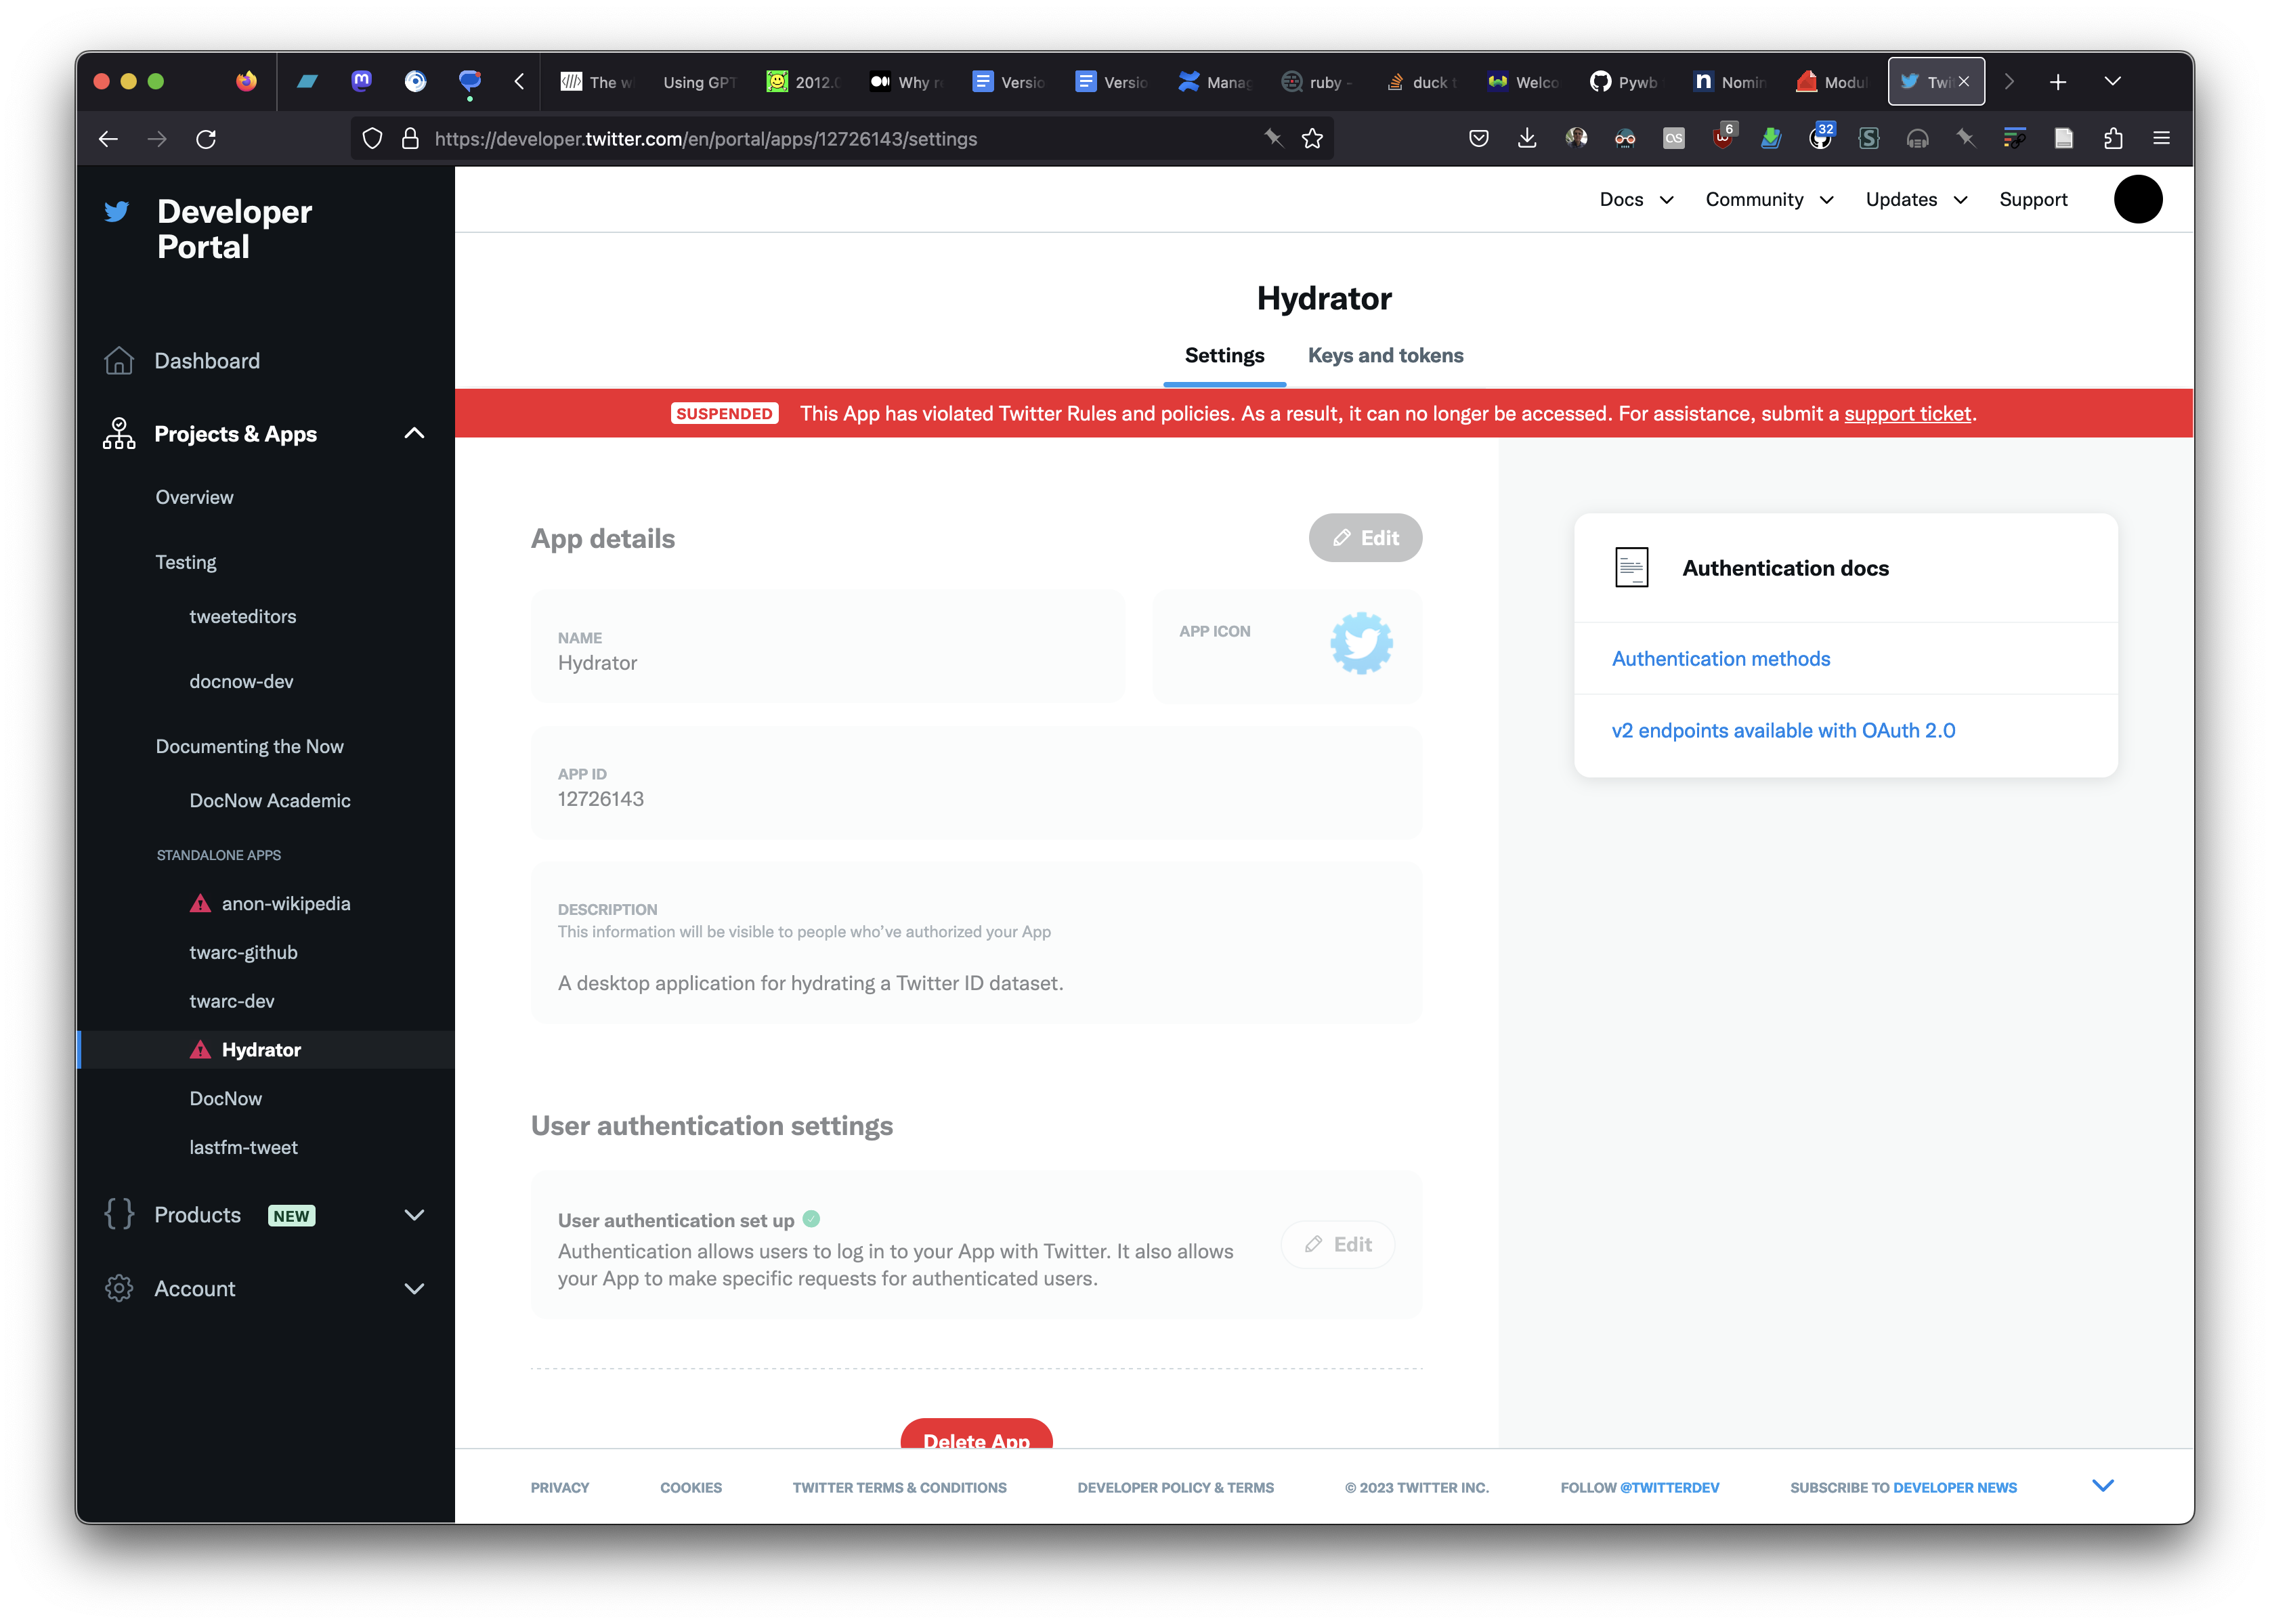 The w
Using GPT
2012.0
Why r
Versio
Versio
Manag
ruby -
duck t
Welco
Pywb
Nomin
Modul
Twi
https://developer.twitter.com/en/portal/apps/12726143/settings
6
32
Developer
Portal
Docs
Community
Updates
Support
Hydrator
Settings
Keys and tokens
SUSPENDED This App has violated Twitter Rules and policies. As a result, it can no longer be accessed. For assistance, submit a support ticket.
Dashboard
Projects & Apps
Overview
Testing
tweeteditors
docnow-dev
Documenting the Now
DocNow Academic
STANDALONE APPS
anon-wikipedia
twarc-github
twarc-dev
Hydrator
DocNow
lastfm-tweet
Products NEW
Account
App details
Edit
NAME
Hydrator
APP ICON
APP ID
12726143
DESCRIPTION
This information will be visible to people who've authorized your App
A desktop application for hydrating a Twitter ID dataset.
User authentication settings
User authentication set up
Authentication allows users to log in to your App with Twitter. It also allows
your App to make specific requests for authenticated users.
Edit
Delete App
Authentication docs
Authentication methods
v2 endpoints available with OAuth 2.0
PRIVACY
COOKIES
TWITTER TERMS & CONDITIONS
DEVELOPER POLICY & TERMS
© 2023 TWITTER INC.
FOLLOW @TWITTERDEV
SUBSCRIBE TO DEVELOPER NEWS